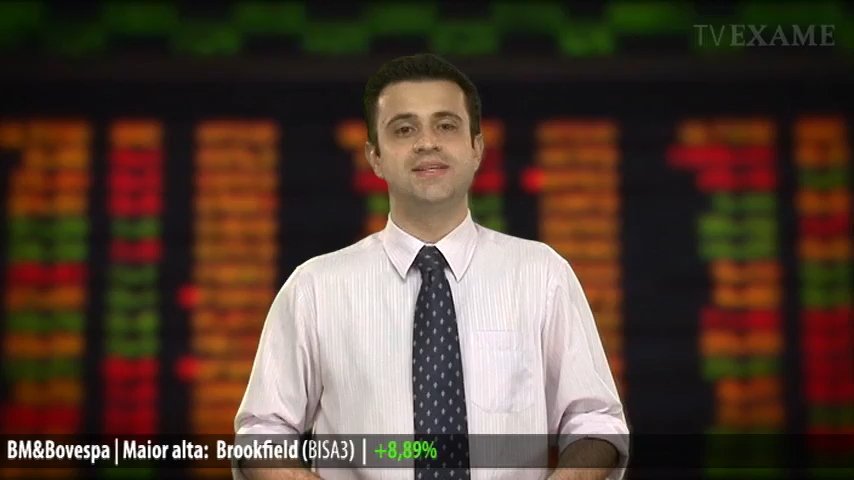 TVEXAME
BM&Bovespa | Maior alta: Brookfield (BISA3) | +8,89%